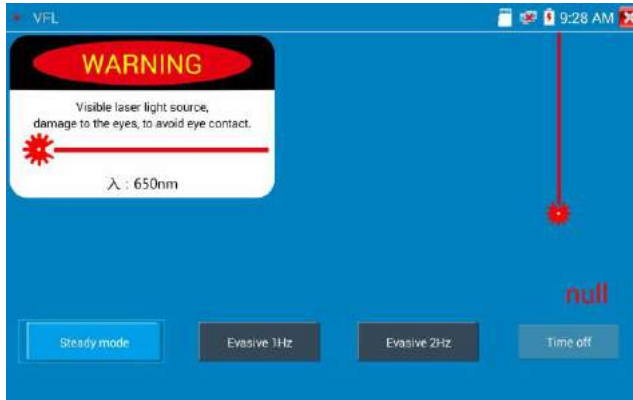 VFL
9:28 AM
WARNING
Visible laser light source,
damage to the eyes, to avoid eye contact.
入 : 650nm
null
Steady mode
Evasive 1Hz
Evasive 2Hz
Time off